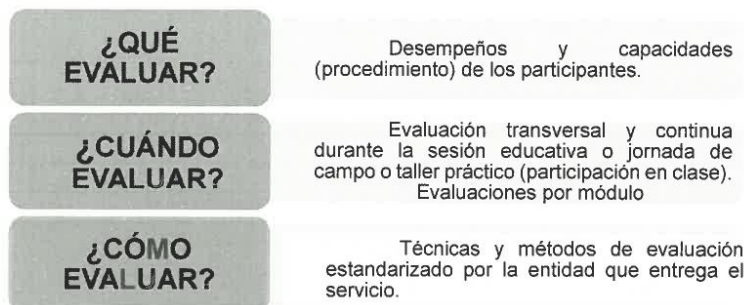 ¿QUÉ
EVALUAR?
Desempeños y capacidades
(procedimiento) de los participantes.
¿CUÁNDO
EVALUAR?
Evaluación transversal y continua
durante la sesión educativa o jornada de
campo o taller práctico (participación en clase).
Evaluaciones por módulo
¿CÓMO
EVALUAR?
Técnicas y métodos de evaluación
estandarizado por la entidad que entrega el
servicio.